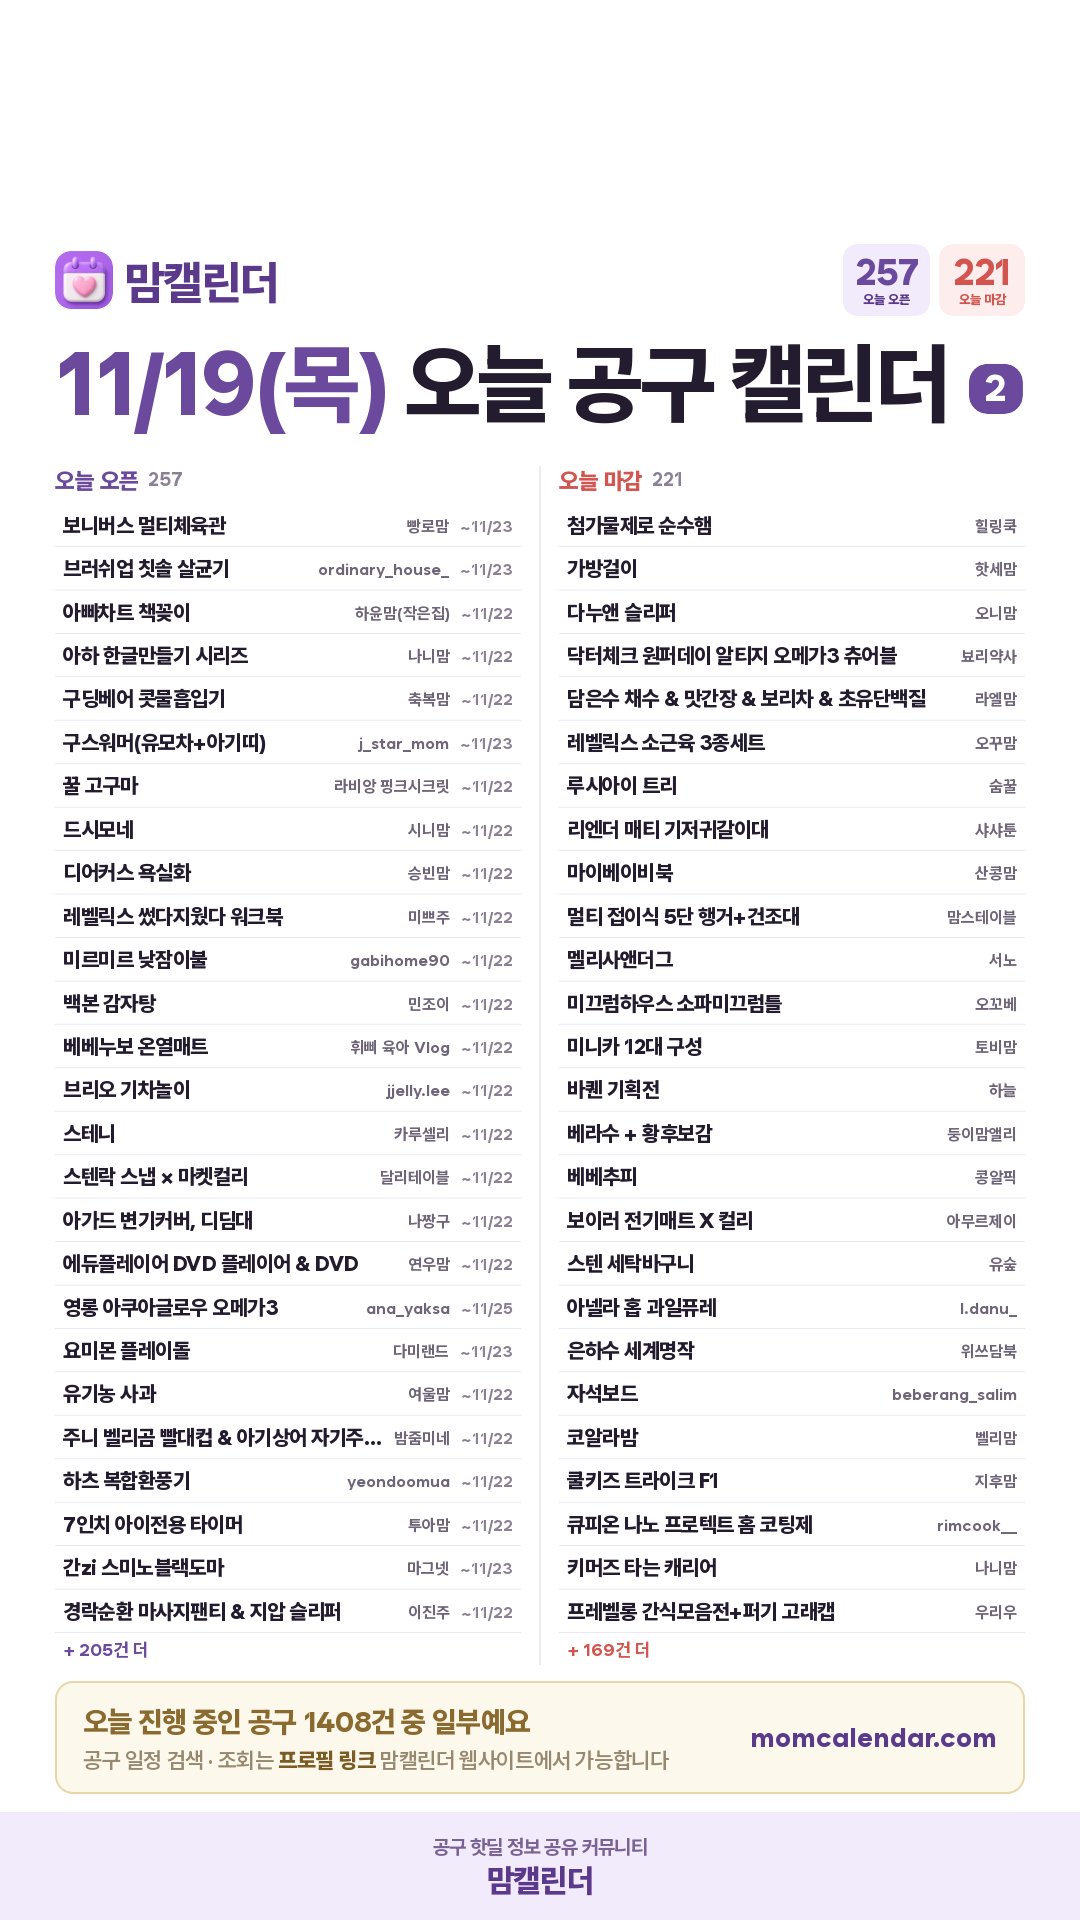 맘캘린더
257
오늘 오픈
221
오늘 마감
11/19(목) 오늘 공구 캘린더 2
오늘 오픈 257
보니버스 멀티체육관 빵로맘 ~11/23
브러쉬업 칫솔 살균기 ordinary_house_ ~11/23
아빠차트 책꽂이 하윤맘(작은집) ~11/22
아하 한글만들기 시리즈 나니맘 ~11/22
구딩베어 콧물흡입기 축복맘 ~11/22
구스워머(유모차+아기띠) j_star_mom ~11/23
꿀 고구마 라비앙 핑크시크릿 ~11/22
드시모네 시니맘 ~11/22
디어커스 욕실화 승빈맘 ~11/22
레벨릭스 썼다지웠다 워크북 미쁘주 ~11/22
미르미르 낮잠이불 gabihome90 ~11/22
백본 감자탕 민조이 ~11/22
베베누보 온열매트 휘뻐 육아 Vlog ~11/22
브리오 기차놀이 jjelly.lee ~11/22
스테니 카루셀리 ~11/22
스텐락 스냅 × 마켓컬리 달리테이블 ~11/22
아가드 변기커버, 디딤대 나짱구 ~11/22
에듀플레이어 DVD 플레이어 & DVD 연우맘 ~11/22
영롱 아쿠아글로우 오메가3 ana_yaksa ~11/25
요미몬 플레이돌 다미랜드 ~11/23
유기농 사과 여울맘 ~11/22
주니 벨리곰 빨대컵 & 아기상어 자기주... 밤줌미네 ~11/22
하츠 복합환풍기 yeondoomua ~11/22
7인치 아이전용 타이머 투아맘 ~11/22
간zi 스미노블랙도마 마그넷 ~11/23
경락순환 마사지팬티 & 지압 슬리퍼 이진주 ~11/22
+ 205건 더
오늘 마감 221
첨가물제로 순수햄 힐링쿡
가방걸이 핫세맘
다누앤 슬리퍼 오니맘
닥터체크 원퍼데이 알티지 오메가3 츄어블 뵤리약사
담은수 채수 & 맛간장 & 보리차 & 초유단백질 라엘맘
레벨릭스 소근육 3종세트 오꾸맘
루시아이 트리 숨꿀
리엔더 매티 기저귀갈이대 샤샤툰
마이베이비북 산콩맘
멀티 접이식 5단 행거+건조대 맘스테이블
멜리사앤더그 서노
미끄럼하우스 소파미끄럼틀 오꼬베
미니카 12대 구성 토비맘
바퀜 기획전 하늘
베라수 + 황후보감 둥이맘앨리
베베추피 콩알픽
보이러 전기매트 X 컬리 아무르제이
스텐 세탁바구니 유숲
아넬라 홉 과일퓨레 l.danu_
은하수 세계명작 위쓰담북
자석보드 beberang_salim
코알라밤 벨리맘
쿨키즈 트라이크 F1 지후맘
큐피온 나노 프로텍트 홈 코팅제 rimcook__
키머즈 타는 캐리어 나니맘
프레벨롱 간식모음전+퍼기 고래캡 우리우
+ 169건 더
오늘 진행 중인 공구 1408건 중 일부예요
공구 일정 검색 · 조회는 프로필 링크 맘캘린더 웹사이트에서 가능합니다
momcalendar.com
공구 핫딜 정보 공유 커뮤니티
맘캘린더